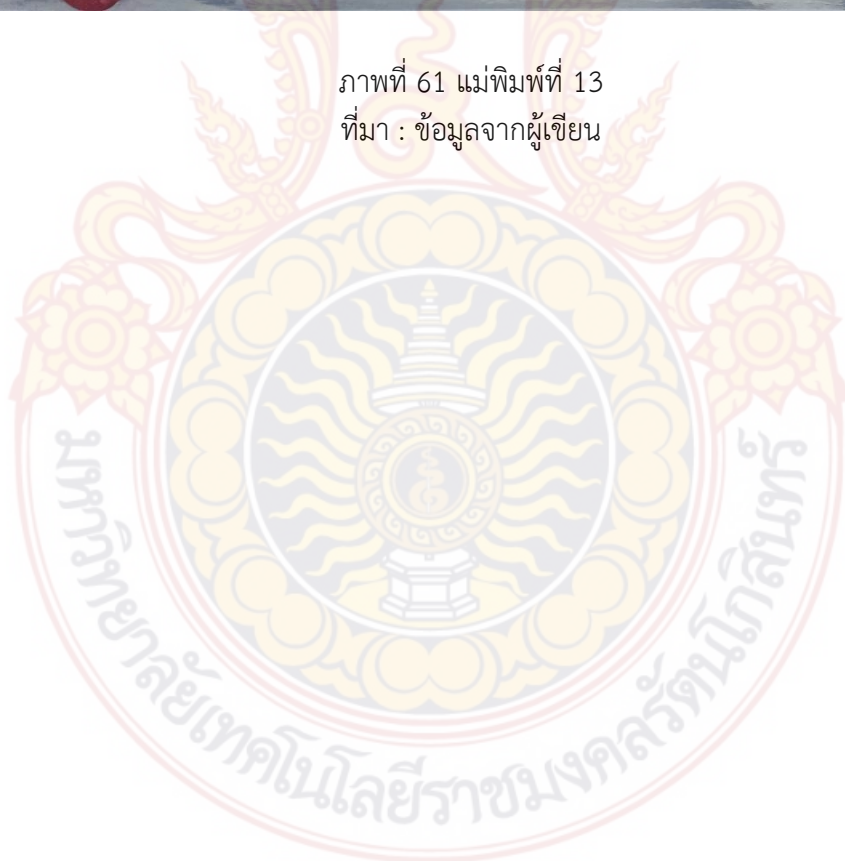 ภาพที่ 61 แม่พิมพ์ที่ 13
ที่มา : ข้อมูลจากผู้เขียน
มหาวิทยาลัยเทคโนโลยีราชมงคลรัตนโกสินทร์